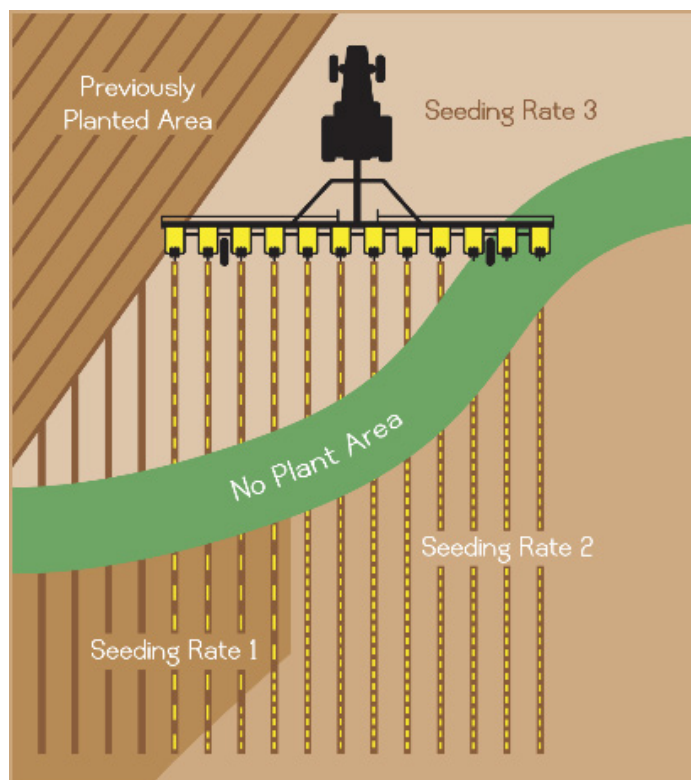 Previously
Planted Area
Seeding Rate 3
No Plant Area
Seeding Rate 2
Seeding Rate 1